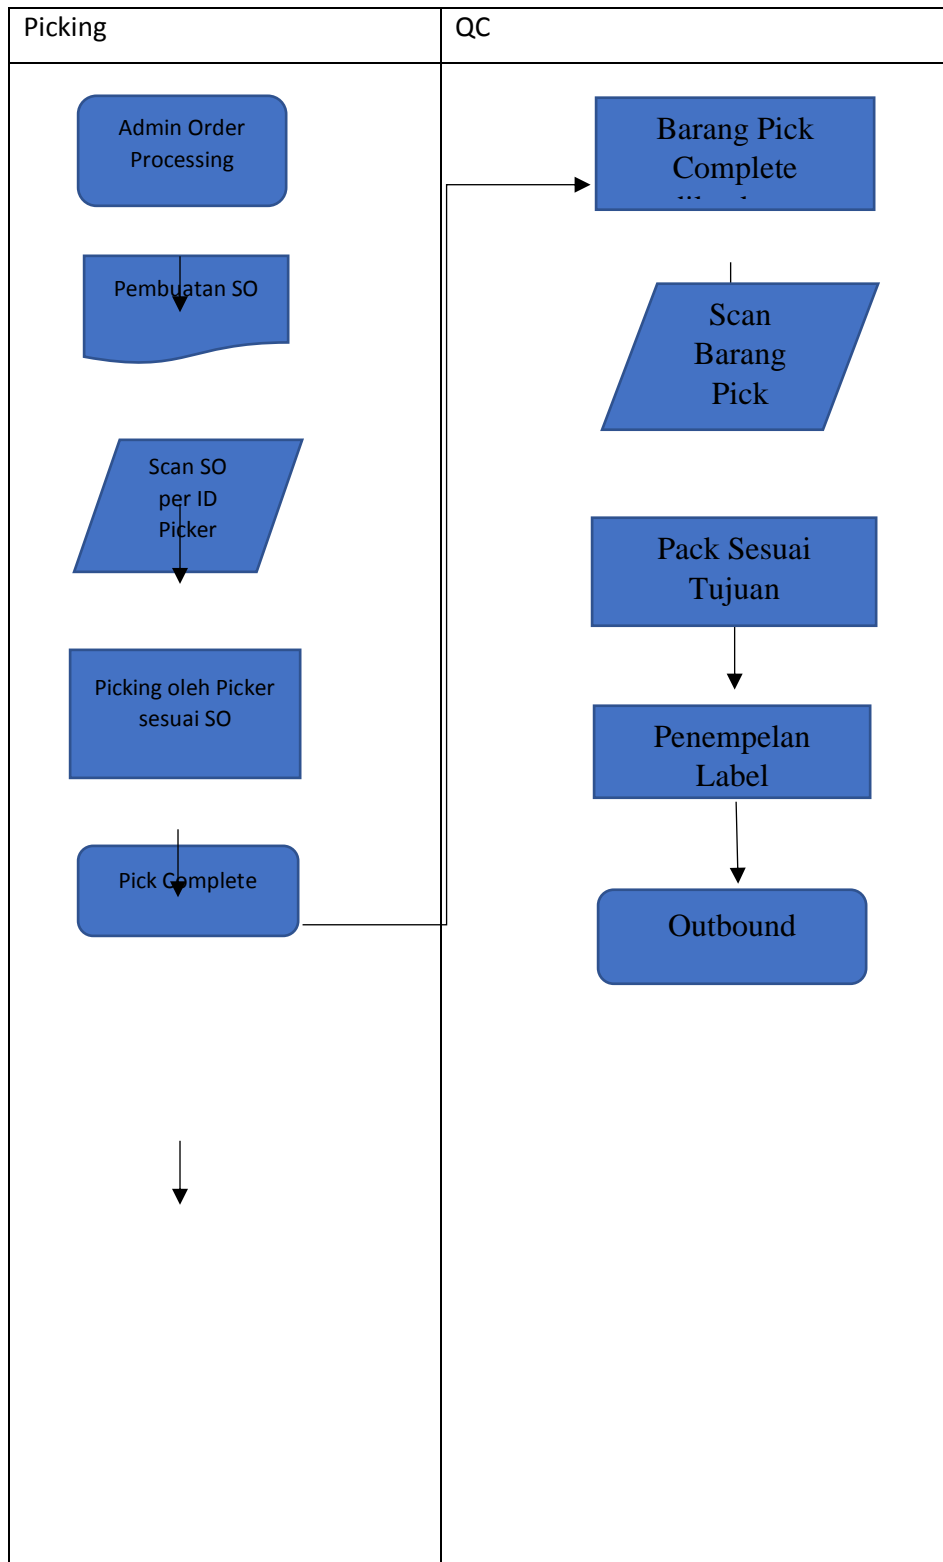 Picking
Admin Order
Processing
Pembuatan SO
Scan SO
per ID
Picker
Picking oleh Picker
sesuai SO
Pick Complete
QC
Barang Pick
Complete
Scan
Barang
Pick
Pack Sesuai
Tujuan
Penempelan
Label
Outbound